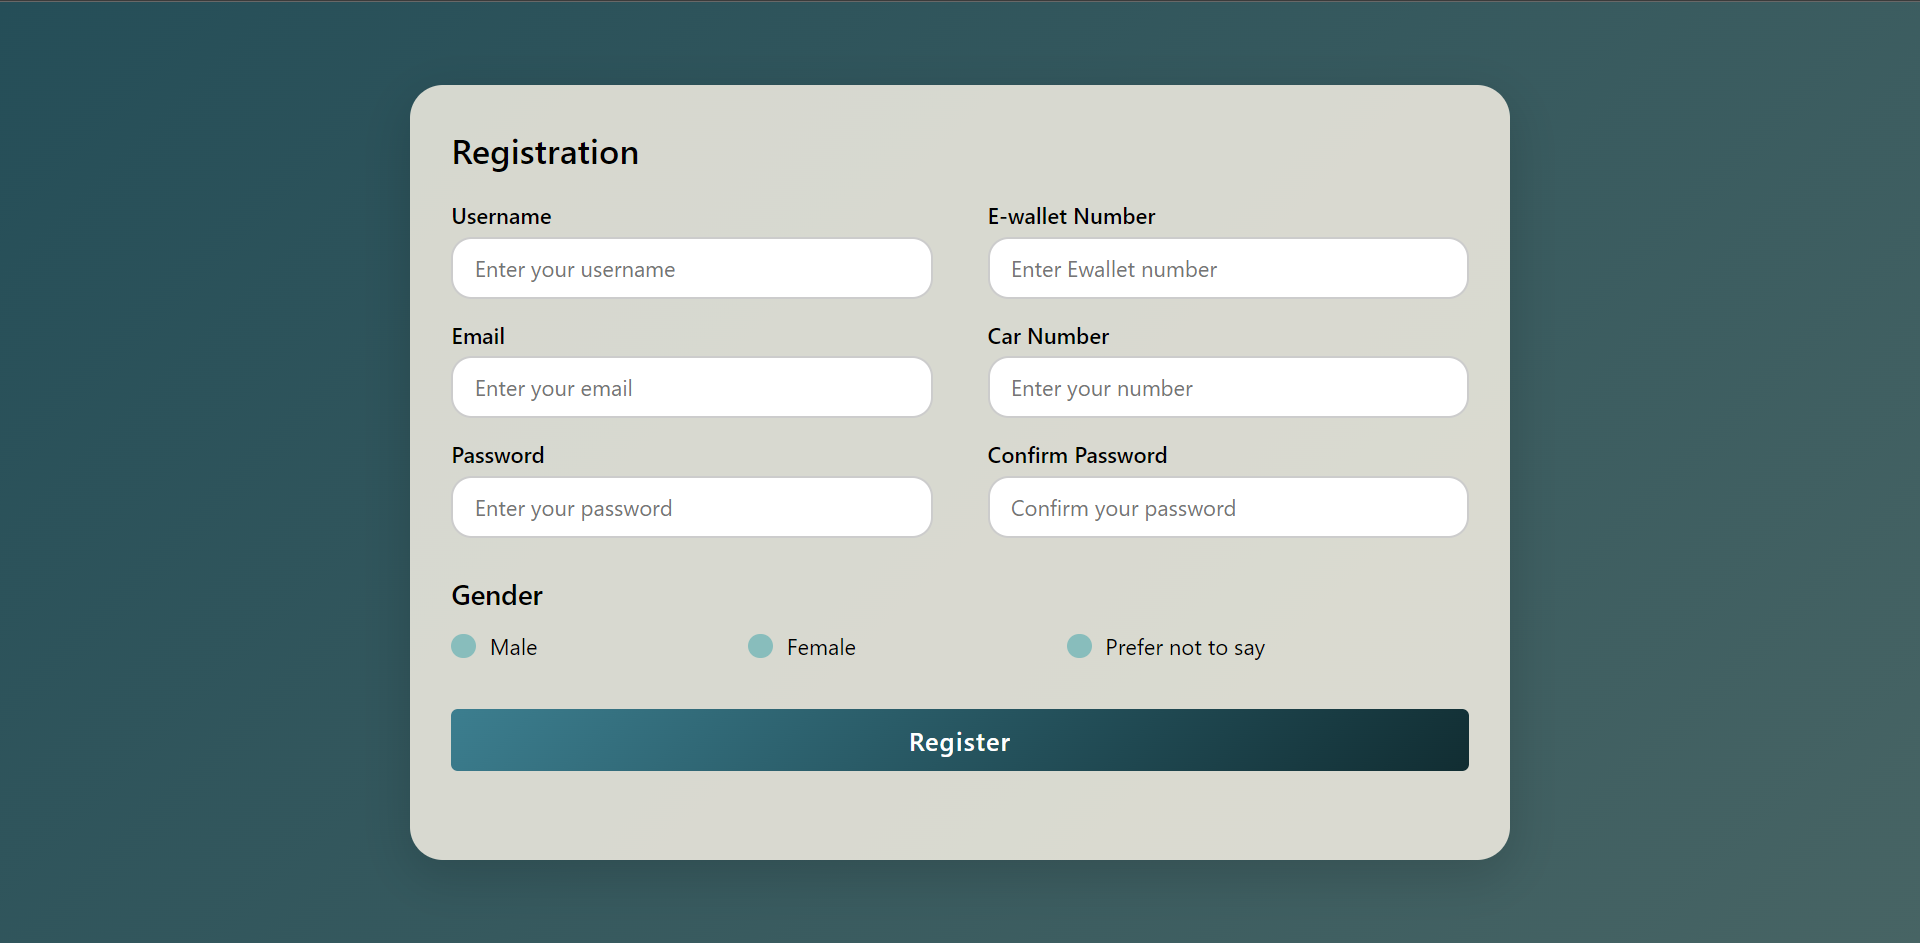 Registration
Username
E-wallet Number
Enter your username
Enter Ewallet number
Email
Car Number
Enter your email
Enter your number
Password
Confirm Password
Enter your password
Confirm your password
Gender
Male
Female
Prefer not to say
Register